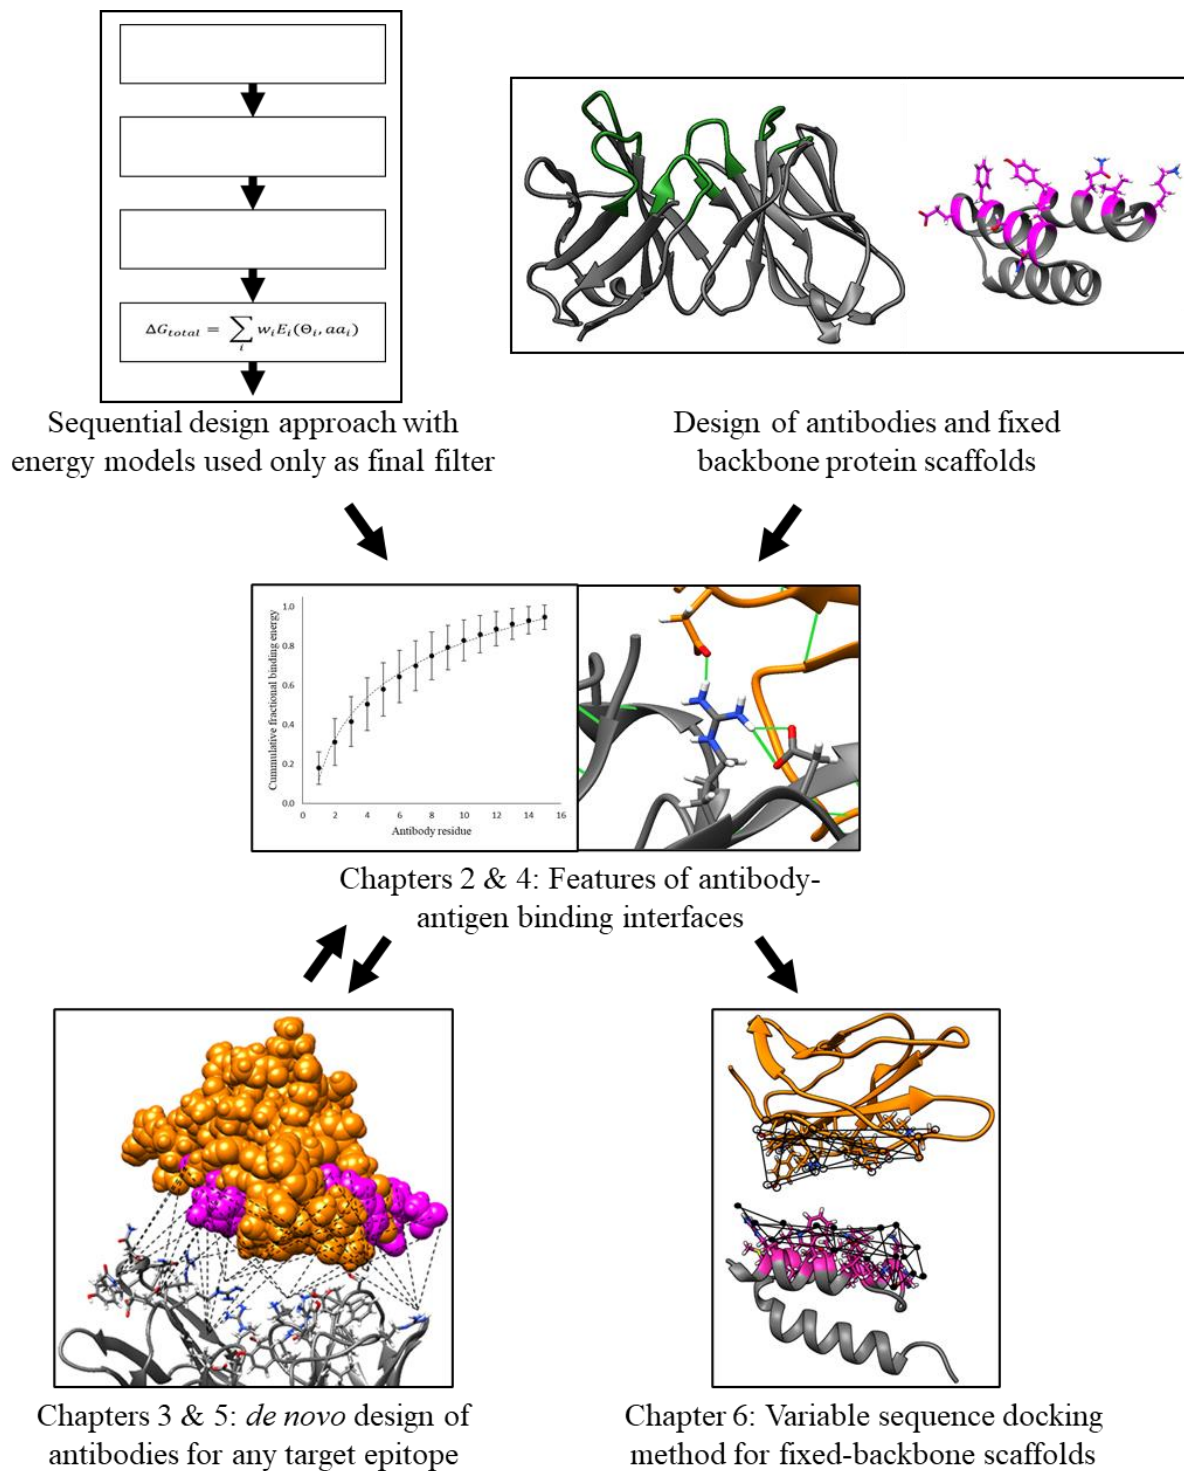 ΔG_total = ∑_i w_i E_i(Θ_i, aa_i)
Sequential design approach with
energy models used only as final filter
Design of antibodies and fixed
backbone protein scaffolds
Cummulative fractional binding energy
1.0
0.8
0.6
0.4
0.2
0.0
0 2 4 6 8 10 12 14 16
Antibody residue
Chapters 2 & 4: Features of antibody-
antigen binding interfaces
Chapters 3 & 5: de novo design of
antibodies for any target epitope
Chapter 6: Variable sequence docking
method for fixed-backbone scaffolds